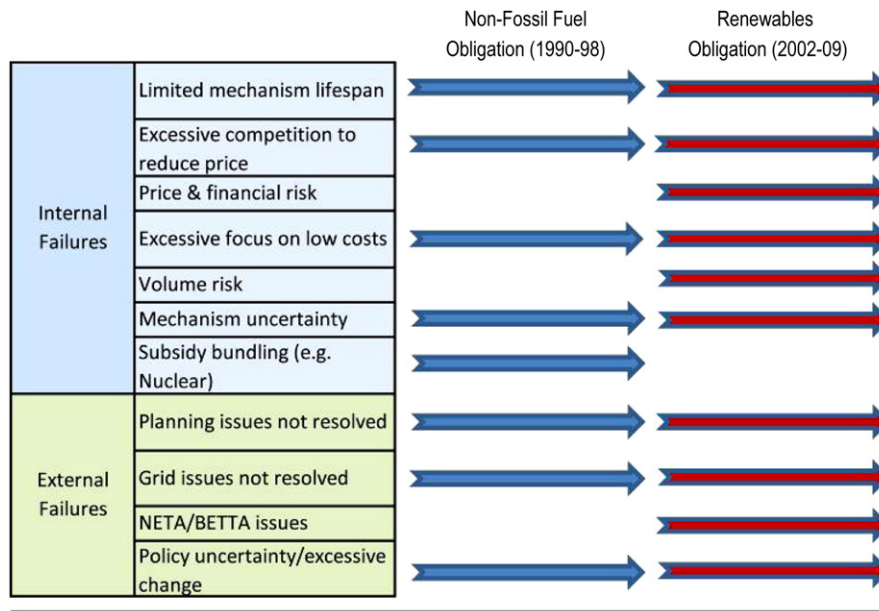 Non-Fossil Fuel
Obligation (1990-98)
Renewables
Obligation (2002-09)
Internal
Failures
Limited mechanism lifespan
Excessive competition to
reduce price
Price & financial risk
Excessive focus on low costs
Volume risk
Mechanism uncertainty
Subsidy bundling (e.g.
Nuclear)
External
Failures
Planning issues not resolved
Grid issues not resolved
NETA/BETTA issues
Policy uncertainty/excessive
change